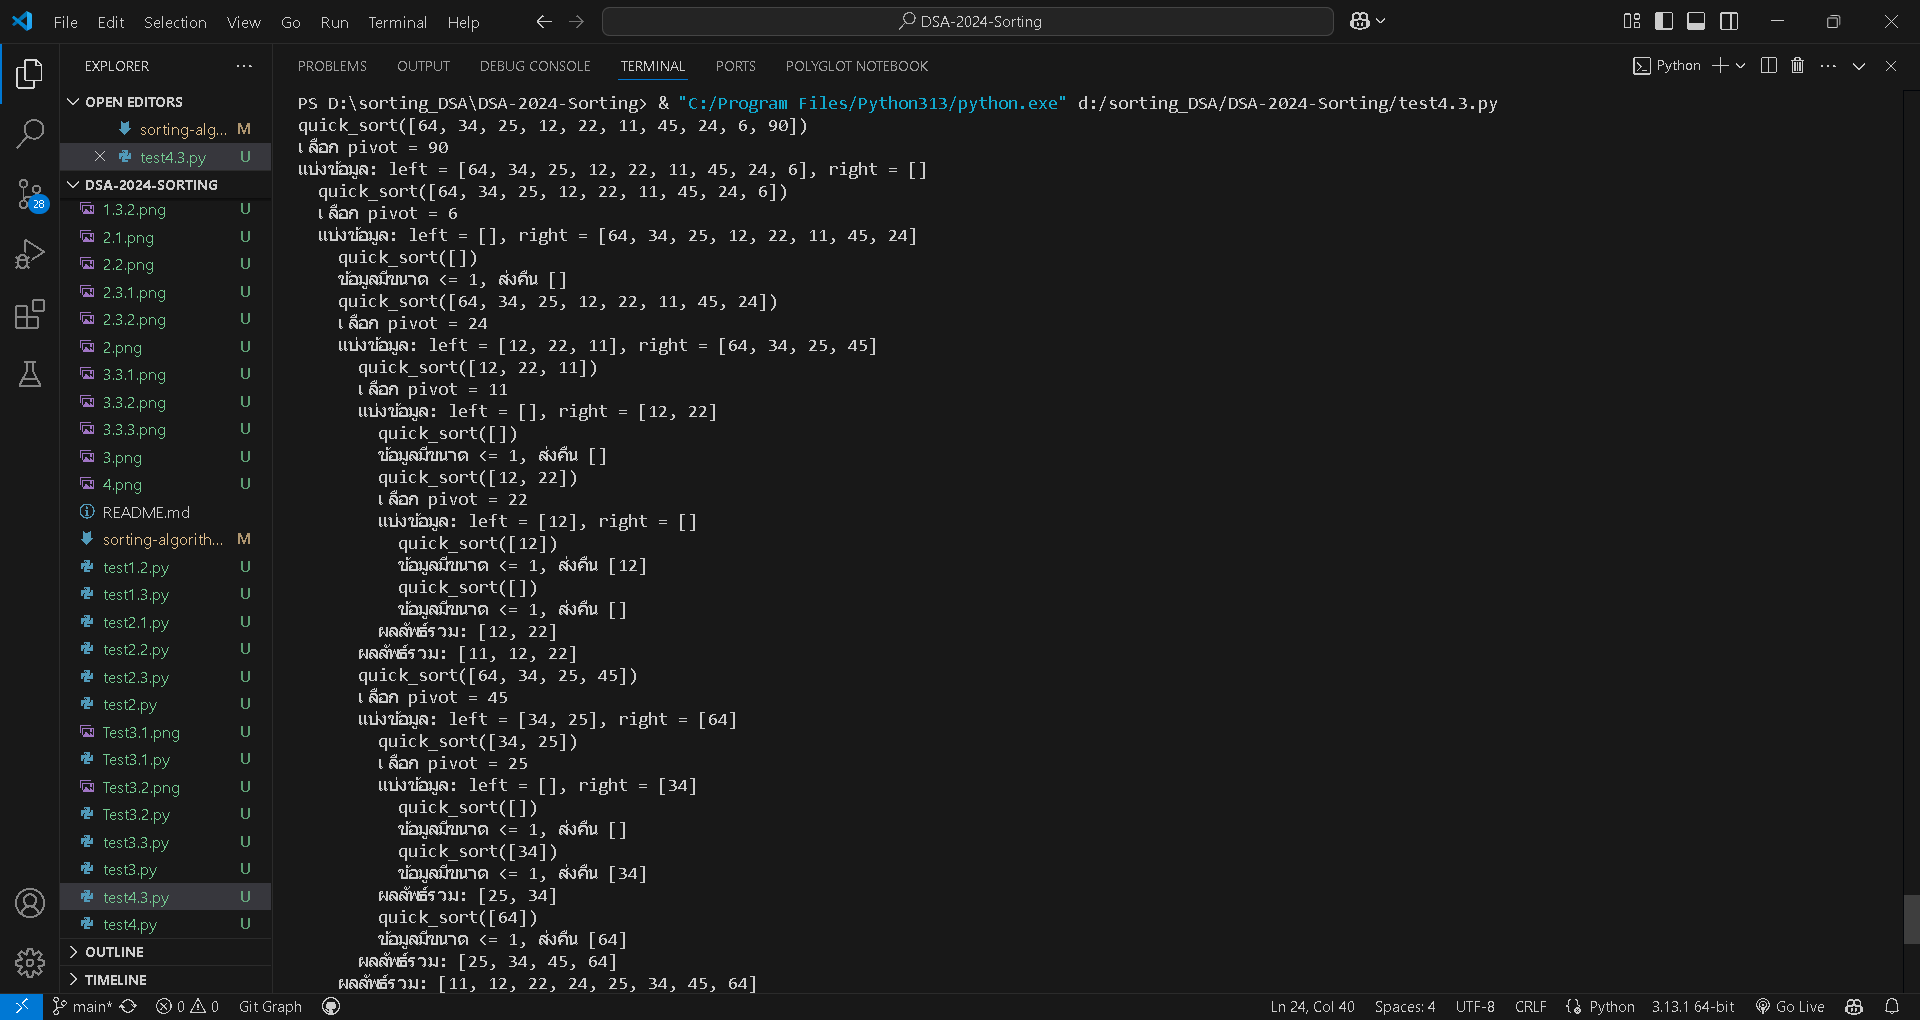 File Edit Selection View Go Run Terminal Help
DSA-2024-Sorting
EXPLORER
OPEN EDITORS
sorting-alg... M
test4.3.py U
DSA-2024-SORTING
1.3.2.png U
2.1.png U
2.2.png U
2.3.1.png U
2.3.2.png U
2.png U
3.3.1.png U
3.3.2.png U
3.3.3.png U
3.png U
4.png U
README.md
sorting-algorith... M
test1.2.py U
test1.3.py U
test2.1.py U
test2.2.py U
test2.3.py U
test2.py U
Test3.1.png U
Test3.1.py U
Test3.2.png U
Test3.2.py U
test3.3.py U
test3.py U
test4.3.py U
test4.py U
OUTLINE
TIMELINE
28
PROBLEMS OUTPUT DEBUG CONSOLE TERMINAL PORTS POLYGLOT NOTEBOOK
Python
PS D:\sorting_DSA\DSA-2024-Sorting> & "C:/Program Files/Python313/python.exe" d:/sorting_DSA/DSA-2024-Sorting/test4.3.py
quick_sort([64, 34, 25, 12, 22, 11, 45, 24, 6, 90])
เลือก pivot = 90
แบ่งข้อมูล: left = [64, 34, 25, 12, 22, 11, 45, 24, 6], right = []
quick_sort([64, 34, 25, 12, 22, 11, 45, 24, 6])
เลือก pivot = 6
แบ่งข้อมูล: left = [], right = [64, 34, 25, 12, 22, 11, 45, 24]
quick_sort([])
ข้อมูลมีขนาด <= 1, ส่งคืน []
quick_sort([64, 34, 25, 12, 22, 11, 45, 24])
เลือก pivot = 24
แบ่งข้อมูล: left = [12, 22, 11], right = [64, 34, 25, 45]
quick_sort([12, 22, 11])
เลือก pivot = 11
แบ่งข้อมูล: left = [], right = [12, 22]
quick_sort([])
ข้อมูลมีขนาด <= 1, ส่งคืน []
quick_sort([12, 22])
เลือก pivot = 22
แบ่งข้อมูล: left = [12], right = []
quick_sort([12])
ข้อมูลมีขนาด <= 1, ส่งคืน [12]
quick_sort([])
ข้อมูลมีขนาด <= 1, ส่งคืน []
ผลลัพธ์รวม: [12, 22]
ผลลัพธ์รวม: [11, 12, 22]
quick_sort([64, 34, 25, 45])
เลือก pivot = 45
แบ่งข้อมูล: left = [34, 25], right = [64]
quick_sort([34, 25])
เลือก pivot = 25
แบ่งข้อมูล: left = [], right = [34]
quick_sort([])
ข้อมูลมีขนาด <= 1, ส่งคืน []
quick_sort([34])
ข้อมูลมีขนาด <= 1, ส่งคืน [34]
ผลลัพธ์รวม: [25, 34]
quick_sort([64])
ข้อมูลมีขนาด <= 1, ส่งคืน [64]
ผลลัพธ์รวม: [25, 34, 45, 64]
ผลลัพธ์รวม: [11, 12, 22, 24, 25, 34, 45, 64]
main* 0 0 Git Graph Ln 24, Col 40 Spaces: 4 UTF-8 CRLF Python 3.13.1 64-bit Go Live